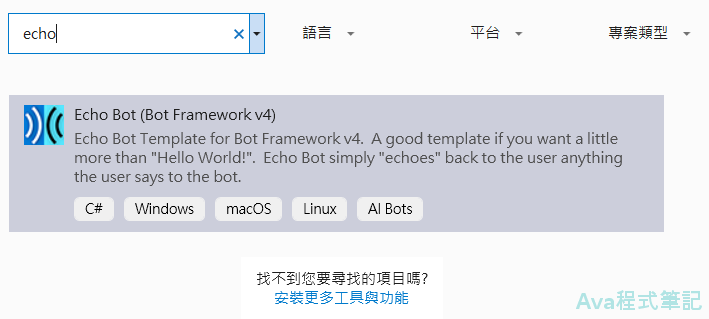 echo
語言
平台
專案類型
Echo Bot (Bot Framework v4)
Echo Bot Template for Bot Framework v4.  A good template if you want a little
more than "Hello World!".  Echo Bot simply "echoes" back to the user anything
the user says to the bot.
C#
Windows
macOS
Linux
AI Bots
找不到您要尋找的項目嗎?
安裝更多工具與功能
Ava程式筆記